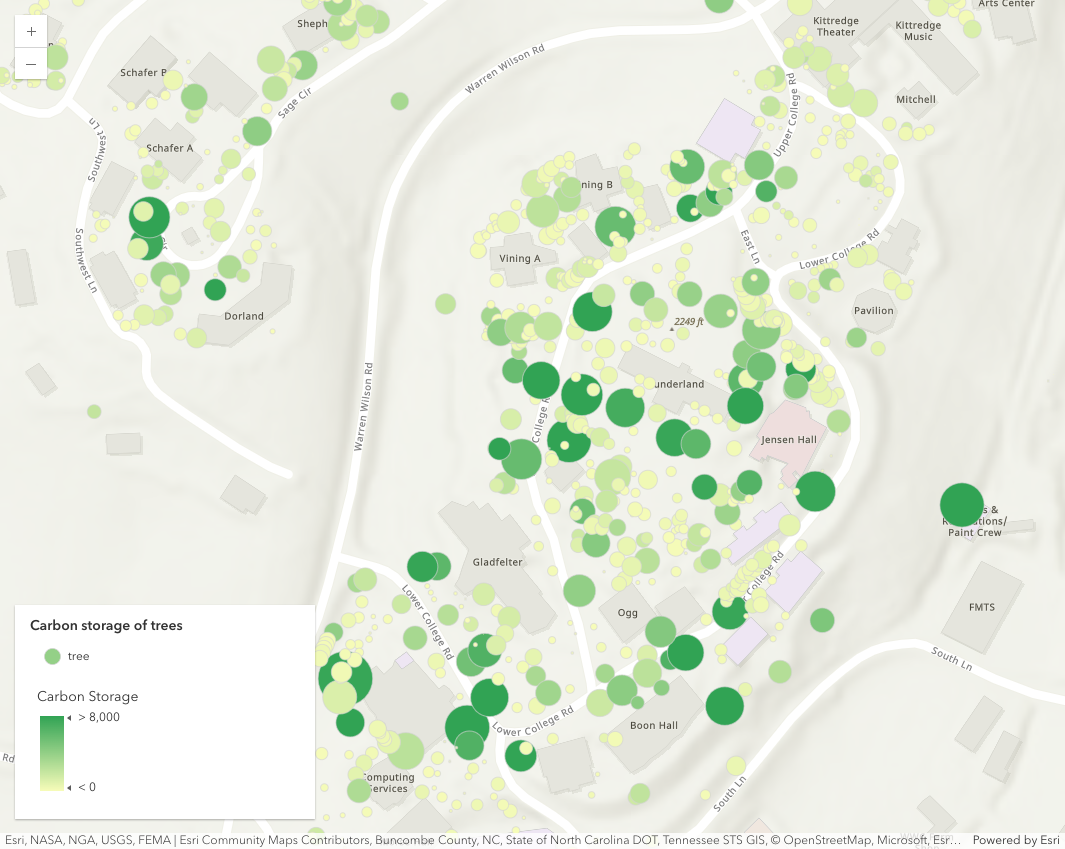 Arts Center
Sheph
Kittredge
Theater
Kittredge
Music
+
−
Schafer B
Warren Wilson Rd
Sage Cir
Mitchell
Upper College Rd
Southwest Ln
Schafer A
ning B
Southwest Ln
East Ln
Lower College Rd
Vining A
Dorland
2249 ft
Pavilion
underland
Warren Wilson Rd
College R
Jensen Hall
s &
tions/
Paint Crew
Gladfelter
Lower College Rd
College Rd
Ogg
FMTS
South Ln
Lower College Rd
Boon Hall
Computing
Services
South Ln
Rd
Carbon storage of trees
tree
Carbon Storage
> 8,000
< 0
Esri, NASA, NGA, USGS, FEMA | Esri Community Maps Contributors, Buncombe County, NC, State of North Carolina DOT, Tennessee STS GIS, © OpenStreetMap, Microsoft, Esr... Powered by Esri